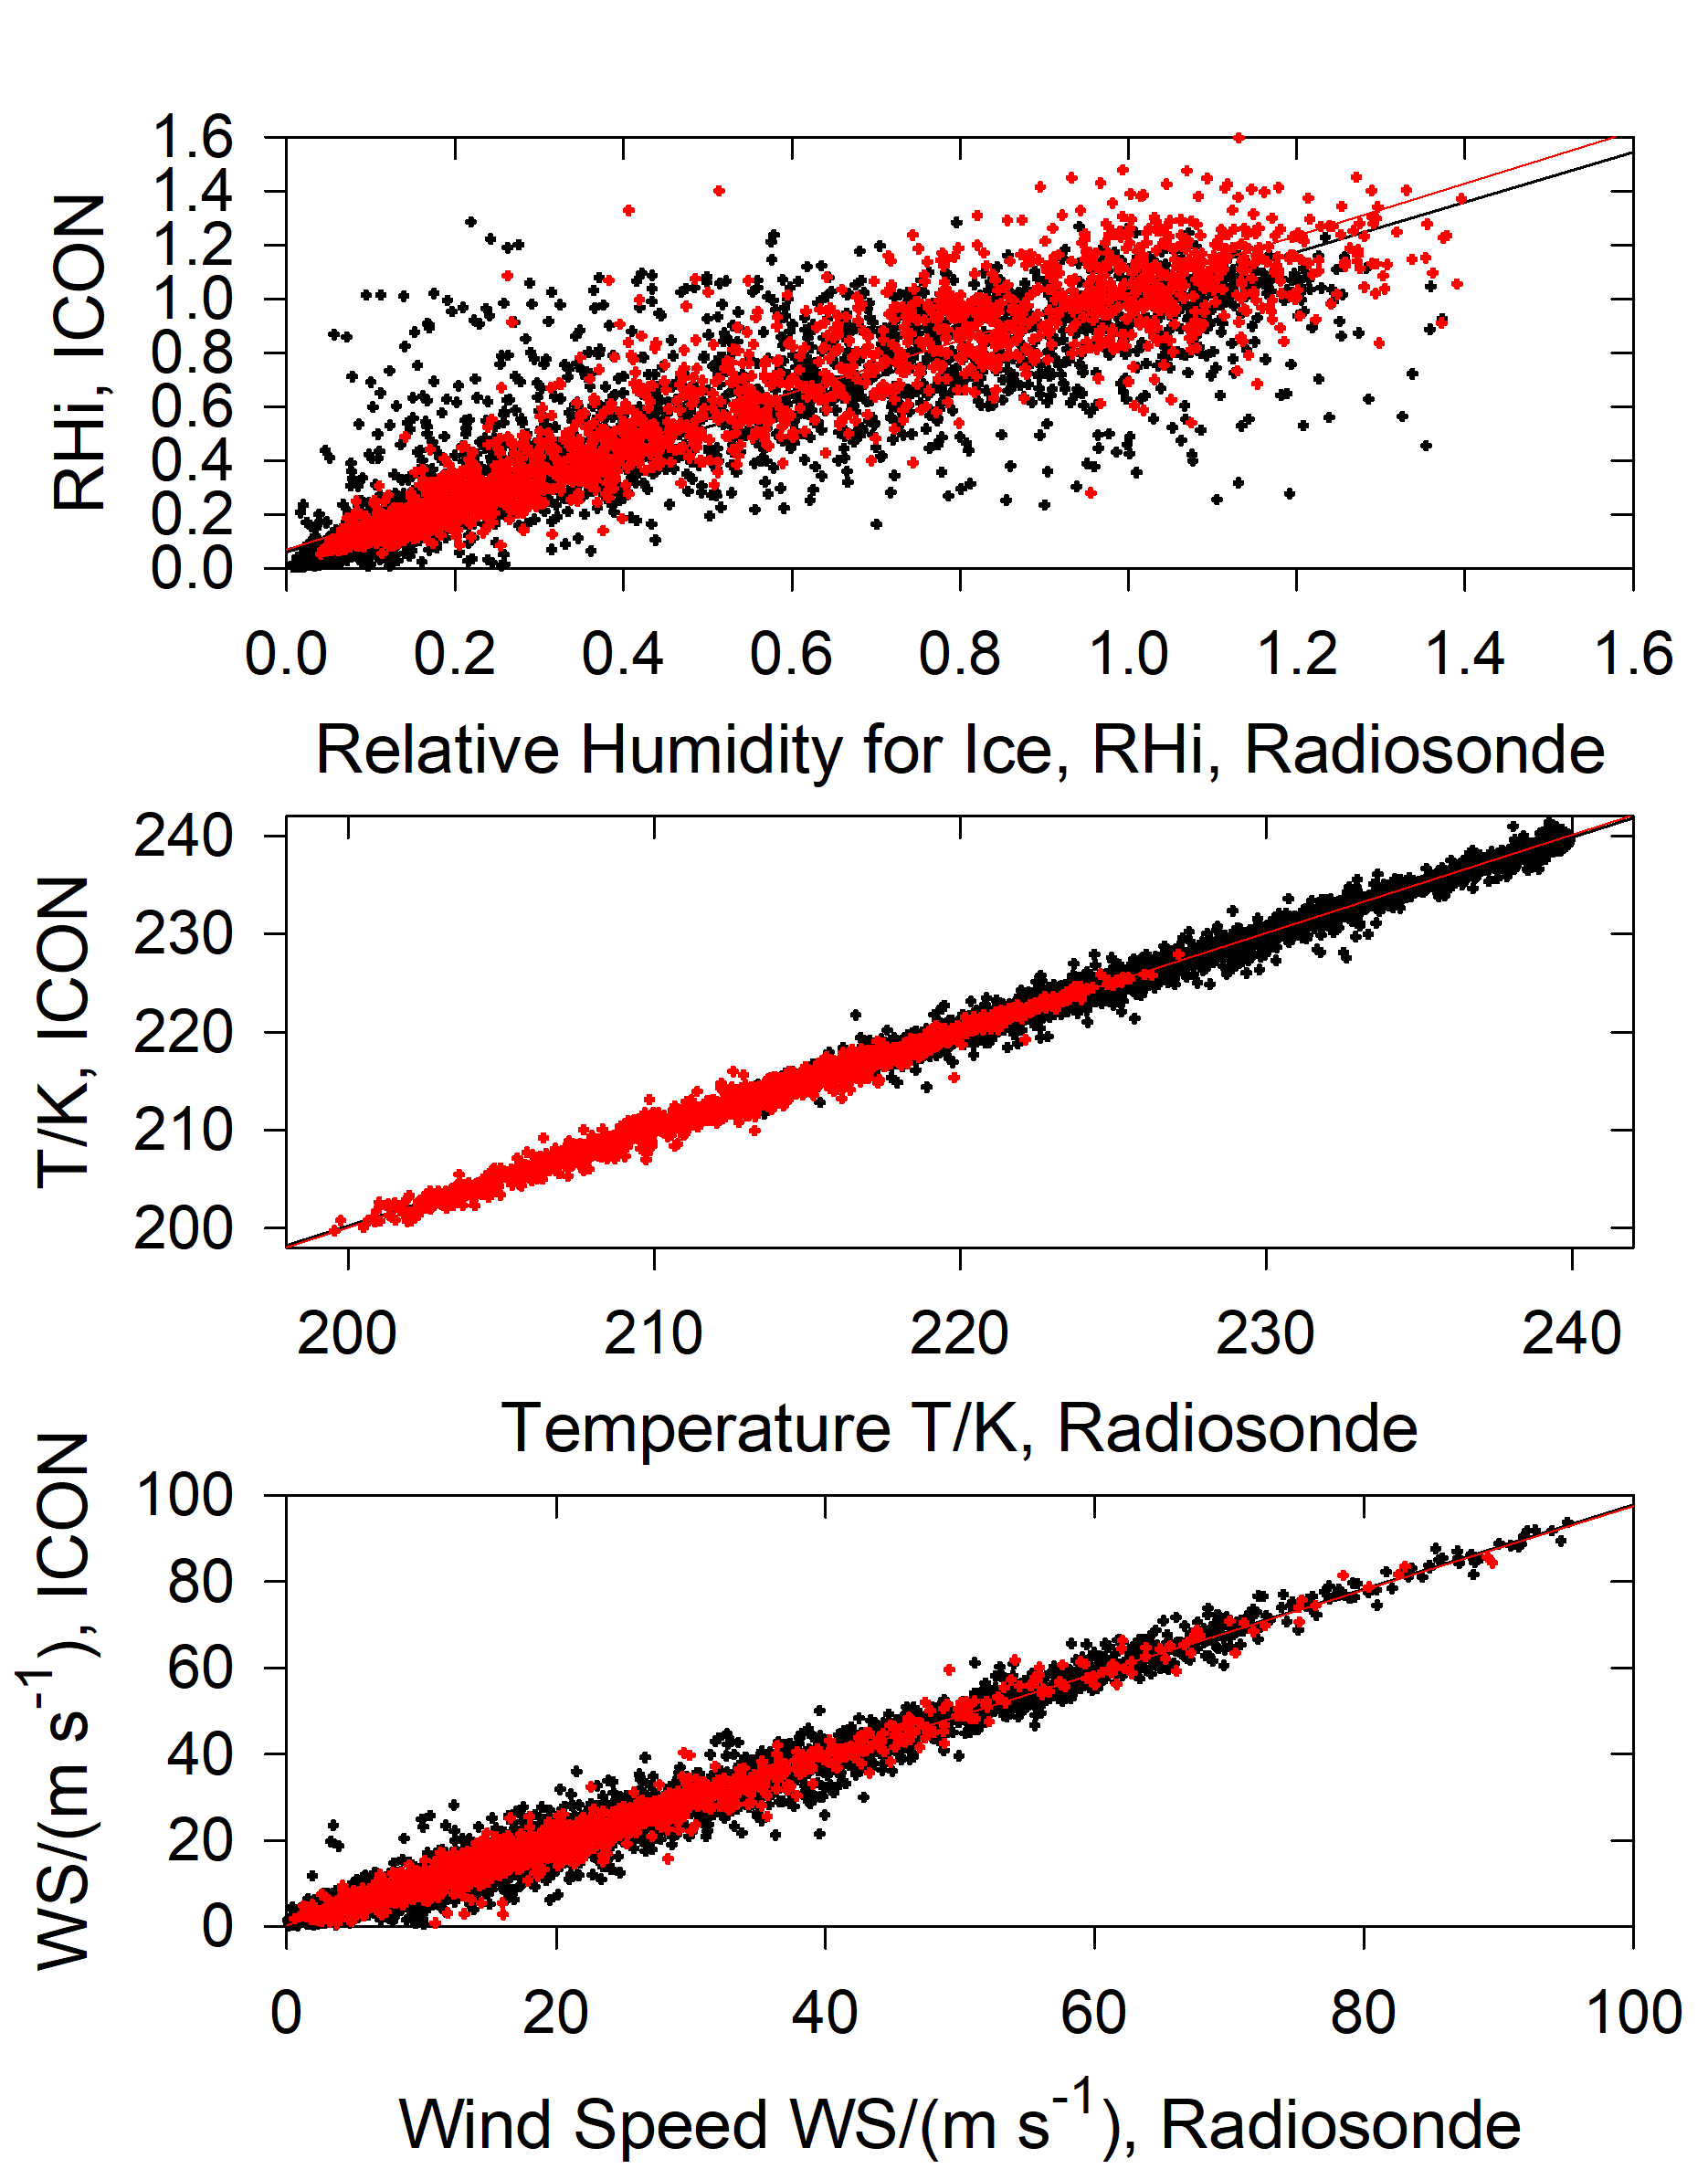 RHi, ICON
1.6
1.4
1.2
1.0
0.8
0.6
0.4
0.2
0.0
0.0 0.2 0.4 0.6 0.8 1.0 1.2 1.4 1.6
Relative Humidity for Ice, RHi, Radiosonde
T/K, ICON
240
230
220
210
200
200 210 220 230 240
Temperature T/K, Radiosonde
WS/(m s⁻¹), ICON
100
80
60
40
20
0
0 20 40 60 80 100
Wind Speed WS/(m s⁻¹), Radiosonde